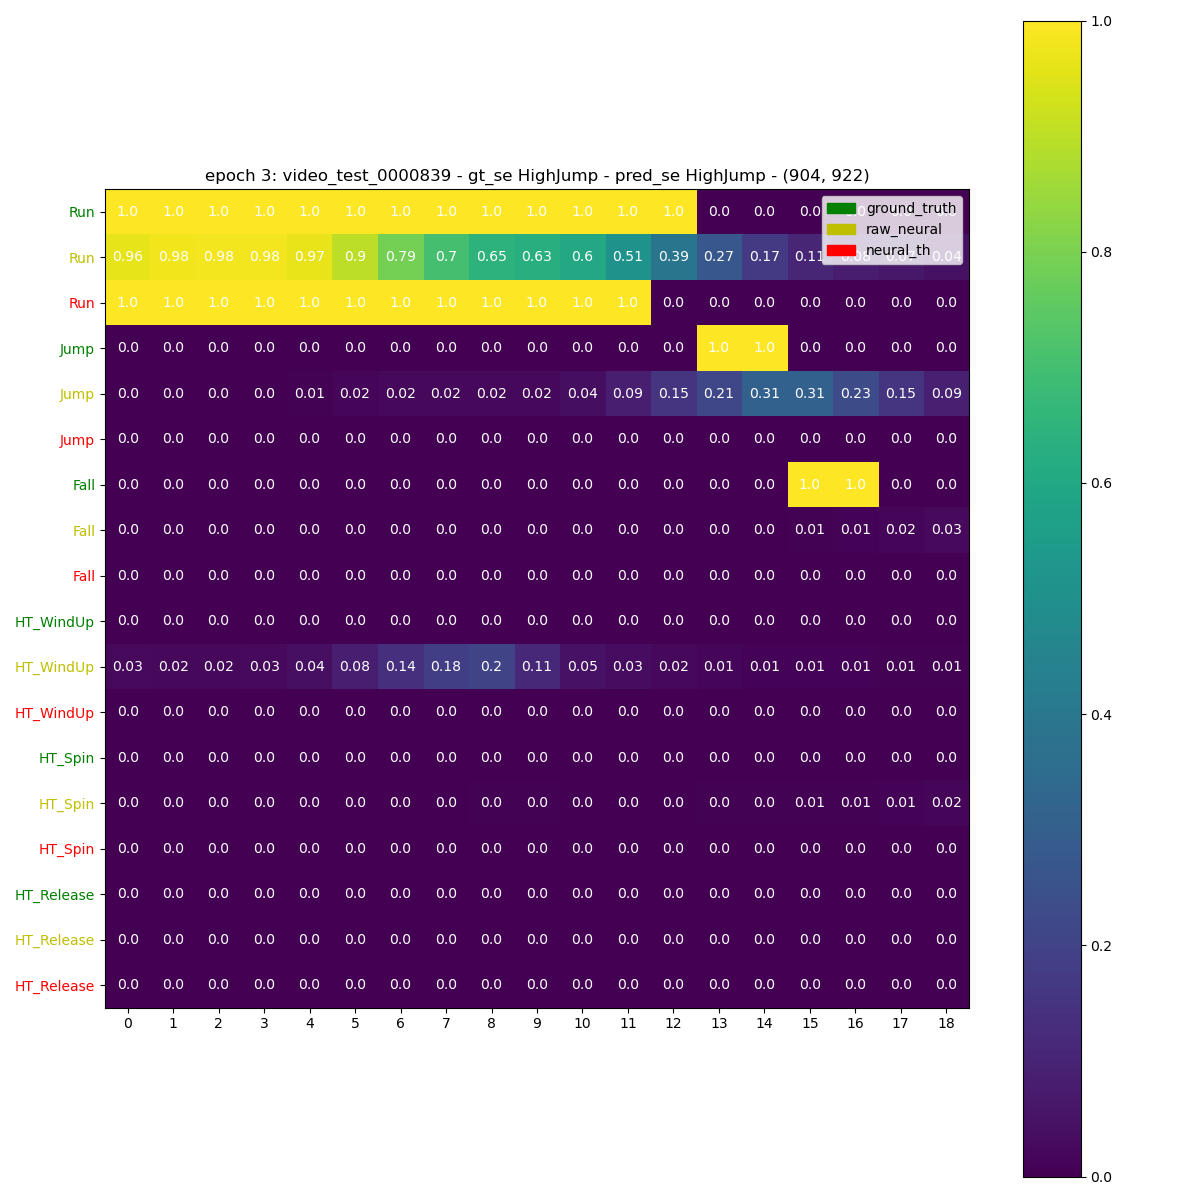 epoch 3: video_test_0000839 - gt_se HighJump - pred_se HighJump - (904, 922)
ground_truth
raw_neural
neural_th
Run 1.0 1.0 1.0 1.0 1.0 1.0 1.0 1.0 1.0 1.0 1.0 1.0 1.0 0.0 0.0 0.0
Run 0.96 0.98 0.98 0.98 0.97 0.9 0.79 0.7 0.65 0.63 0.6 0.51 0.39 0.27 0.17 0.11 0.08 0.04
Run 1.0 1.0 1.0 1.0 1.0 1.0 1.0 1.0 1.0 1.0 1.0 1.0 0.0 0.0 0.0 0.0 0.0 0.0 0.0
Jump 0.0 0.0 0.0 0.0 0.0 0.0 0.0 0.0 0.0 0.0 0.0 0.0 0.0 1.0 1.0 0.0 0.0 0.0 0.0
Jump 0.0 0.0 0.0 0.0 0.01 0.02 0.02 0.02 0.02 0.02 0.04 0.09 0.15 0.21 0.31 0.31 0.23 0.15 0.09
Jump 0.0 0.0 0.0 0.0 0.0 0.0 0.0 0.0 0.0 0.0 0.0 0.0 0.0 0.0 0.0 0.0 0.0 0.0 0.0
Fall 0.0 0.0 0.0 0.0 0.0 0.0 0.0 0.0 0.0 0.0 0.0 0.0 0.0 0.0 0.0 1.0 1.0 0.0 0.0
Fall 0.0 0.0 0.0 0.0 0.0 0.0 0.0 0.0 0.0 0.0 0.0 0.0 0.0 0.0 0.0 0.01 0.01 0.02 0.03
Fall 0.0 0.0 0.0 0.0 0.0 0.0 0.0 0.0 0.0 0.0 0.0 0.0 0.0 0.0 0.0 0.0 0.0 0.0 0.0
HT_WindUp 0.0 0.0 0.0 0.0 0.0 0.0 0.0 0.0 0.0 0.0 0.0 0.0 0.0 0.0 0.0 0.0 0.0 0.0 0.0
HT_WindUp 0.03 0.02 0.02 0.03 0.04 0.08 0.14 0.18 0.2 0.11 0.05 0.03 0.02 0.01 0.01 0.01 0.01 0.01 0.01
HT_WindUp 0.0 0.0 0.0 0.0 0.0 0.0 0.0 0.0 0.0 0.0 0.0 0.0 0.0 0.0 0.0 0.0 0.0 0.0 0.0
HT_Spin 0.0 0.0 0.0 0.0 0.0 0.0 0.0 0.0 0.0 0.0 0.0 0.0 0.0 0.0 0.0 0.0 0.0 0.0 0.0
HT_Spin 0.0 0.0 0.0 0.0 0.0 0.0 0.0 0.0 0.0 0.0 0.0 0.0 0.0 0.0 0.0 0.01 0.01 0.01 0.02
HT_Spin 0.0 0.0 0.0 0.0 0.0 0.0 0.0 0.0 0.0 0.0 0.0 0.0 0.0 0.0 0.0 0.0 0.0 0.0 0.0
HT_Release 0.0 0.0 0.0 0.0 0.0 0.0 0.0 0.0 0.0 0.0 0.0 0.0 0.0 0.0 0.0 0.0 0.0 0.0 0.0
HT_Release 0.0 0.0 0.0 0.0 0.0 0.0 0.0 0.0 0.0 0.0 0.0 0.0 0.0 0.0 0.0 0.0 0.0 0.0 0.0
HT_Release 0.0 0.0 0.0 0.0 0.0 0.0 0.0 0.0 0.0 0.0 0.0 0.0 0.0 0.0 0.0 0.0 0.0 0.0 0.0
0 1 2 3 4 5 6 7 8 9 10 11 12 13 14 15 16 17 18
1.0
0.8
0.6
0.4
0.2
0.0